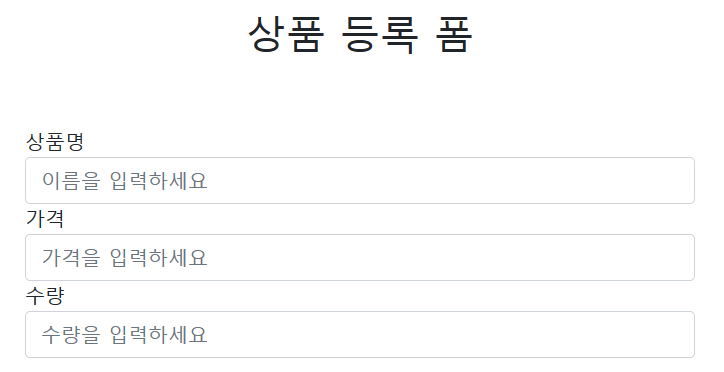 상품 등록 폼
상품명
이름을 입력하세요
가격
가격을 입력하세요
수량
수량을 입력하세요